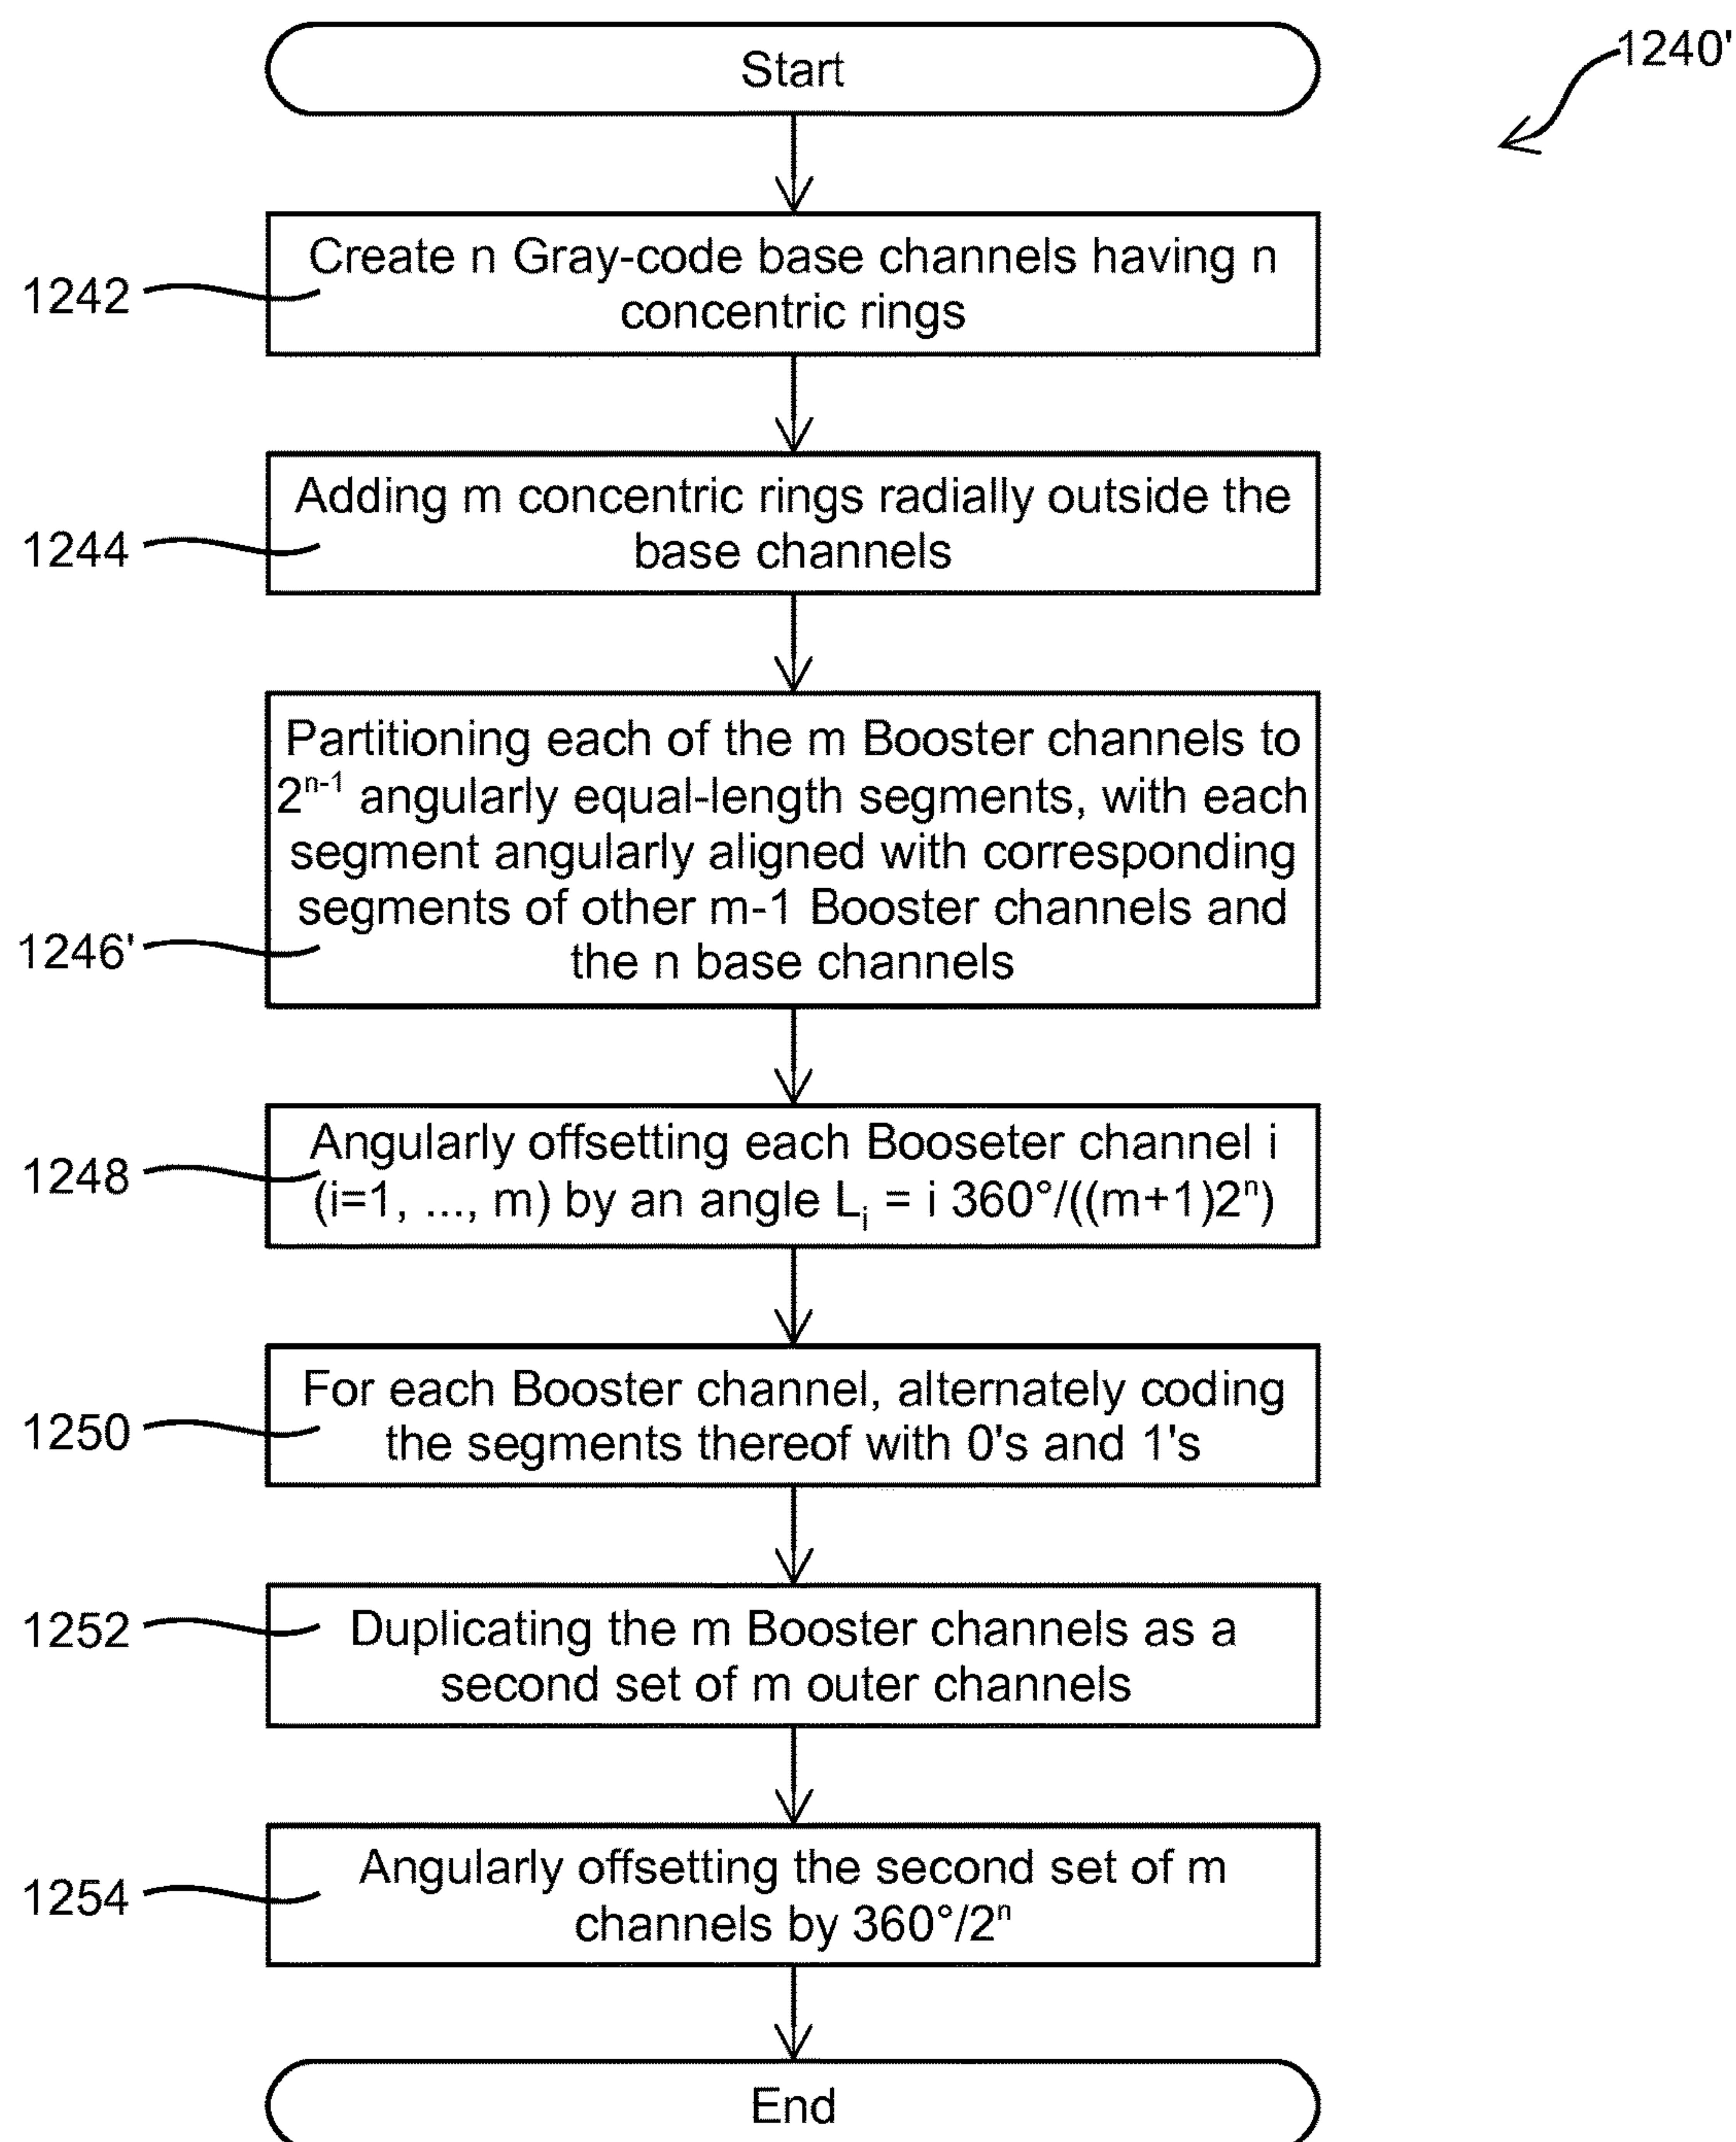 Start
1240'
1242
Create n Gray-code base channels having n
concentric rings
1244
Adding m concentric rings radially outside the
base channels
1246'
Partitioning each of the m Booster channels to
2ⁿ⁻¹ angularly equal-length segments, with each
segment angularly aligned with corresponding
segments of other m-1 Booster channels and
the n base channels
1248
Angularly offsetting each Booseter channel i
(i=1, ..., m) by an angle Lᵢ = i 360°/((m+1)2ⁿ)
1250
For each Booster channel, alternately coding
the segments thereof with 0's and 1's
1252
Duplicating the m Booster channels as a
second set of m outer channels
1254
Angularly offsetting the second set of m
channels by 360°/2ⁿ
End